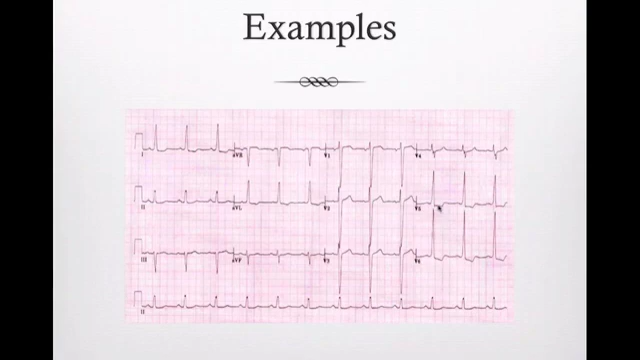 Examples
I aVR V1 V4
II aVL V2 V5
III aVF V3 V6
II